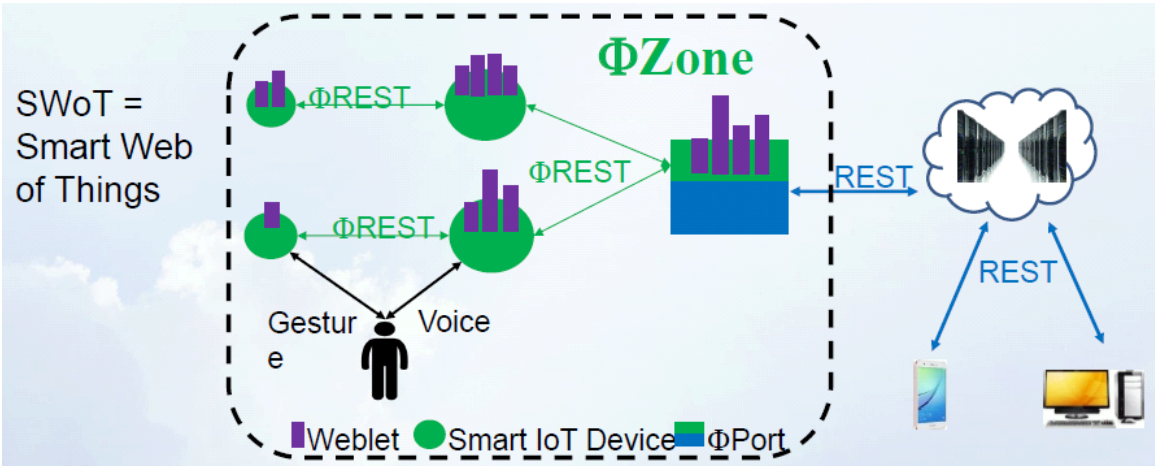 SWoT =
Smart Web
of Things
ΦZone
ΦREST
ΦREST
ΦREST
REST
REST
Gestur
e
Voice
Weblet
Smart IoT Device
ΦPort